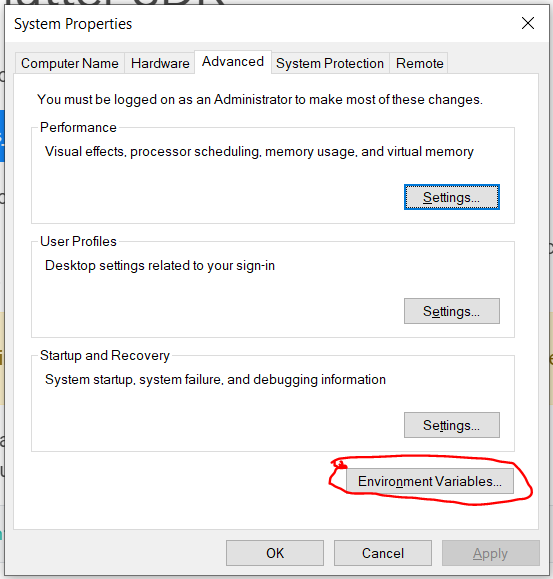 System Properties
Computer Name
Hardware
Advanced
System Protection
Remote
You must be logged on as an Administrator to make most of these changes.
Performance
Visual effects, processor scheduling, memory usage, and virtual memory
Settings...
User Profiles
Desktop settings related to your sign-in
Settings...
Startup and Recovery
System startup, system failure, and debugging information
Settings...
Environment Variables...
OK
Cancel
Apply